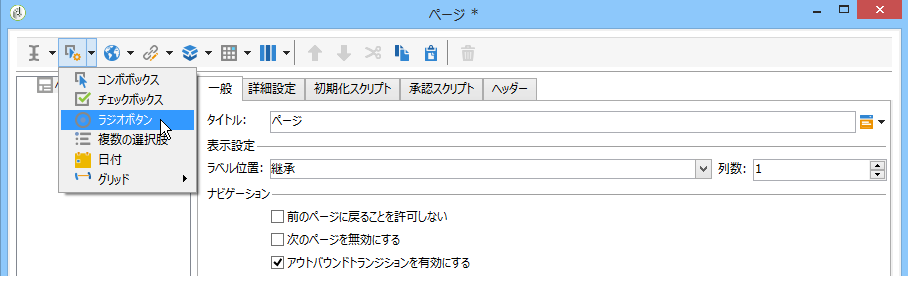 ページ *
コンボボックス
チェックボックス
ラジオボタン
複数の選択肢
日付
グリッド
一般 詳細設定 初期化スクリプト 承認スクリプト ヘッダー
タイトル: ページ
表示設定
ラベル位置: 継承 列数: 1
ナビゲーション
前のページに戻ることを許可しない
次のページを無効にする
アウトバウンドトランジションを有効にする